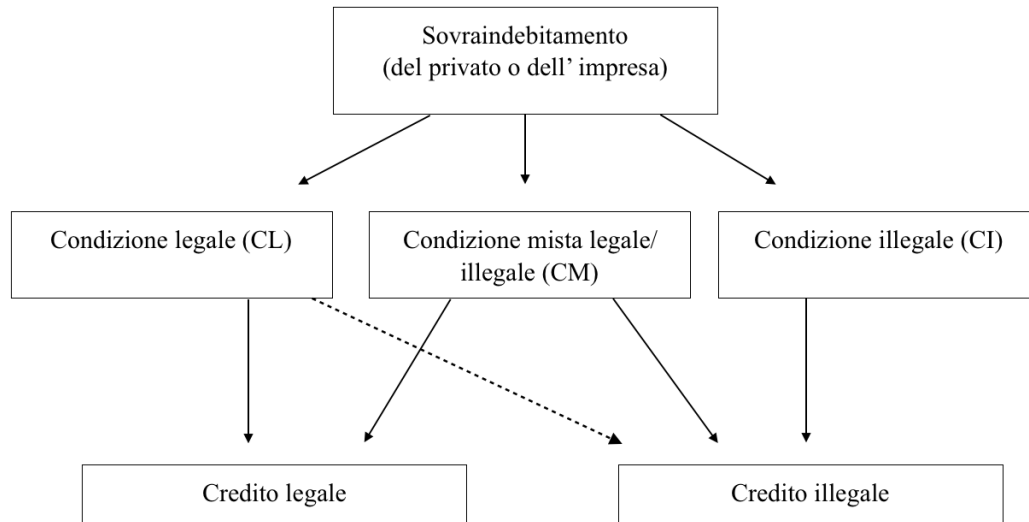 Sovraindebitamento
(del privato o dell’ impresa)
Condizione legale (CL)
Condizione mista legale/
illegale (CM)
Condizione illegale (CI)
Credito legale
Credito illegale